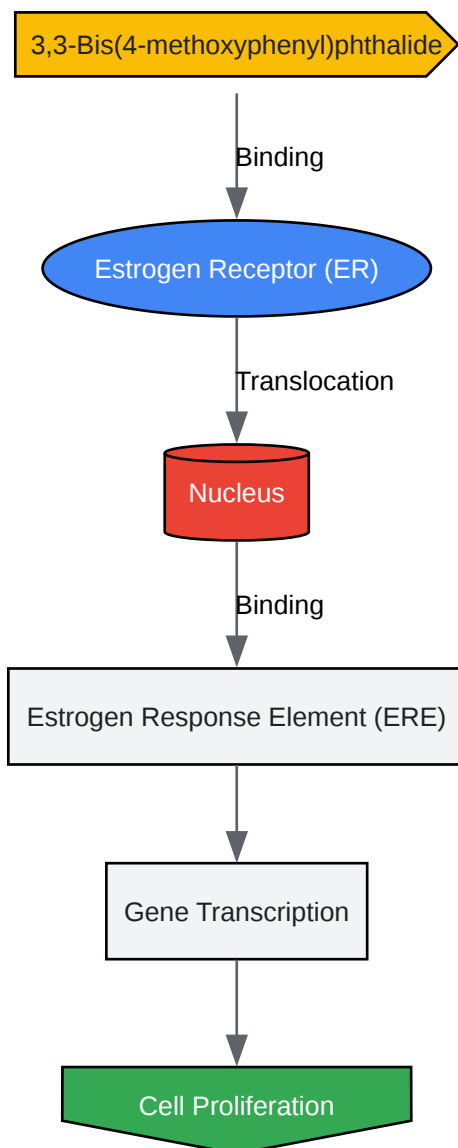 3,3-Bis(4-methoxyphenyl)phthalide
Binding
Estrogen Receptor (ER)
Translocation
Nucleus
Binding
Estrogen Response Element (ERE)
Gene Transcription
Cell Proliferation